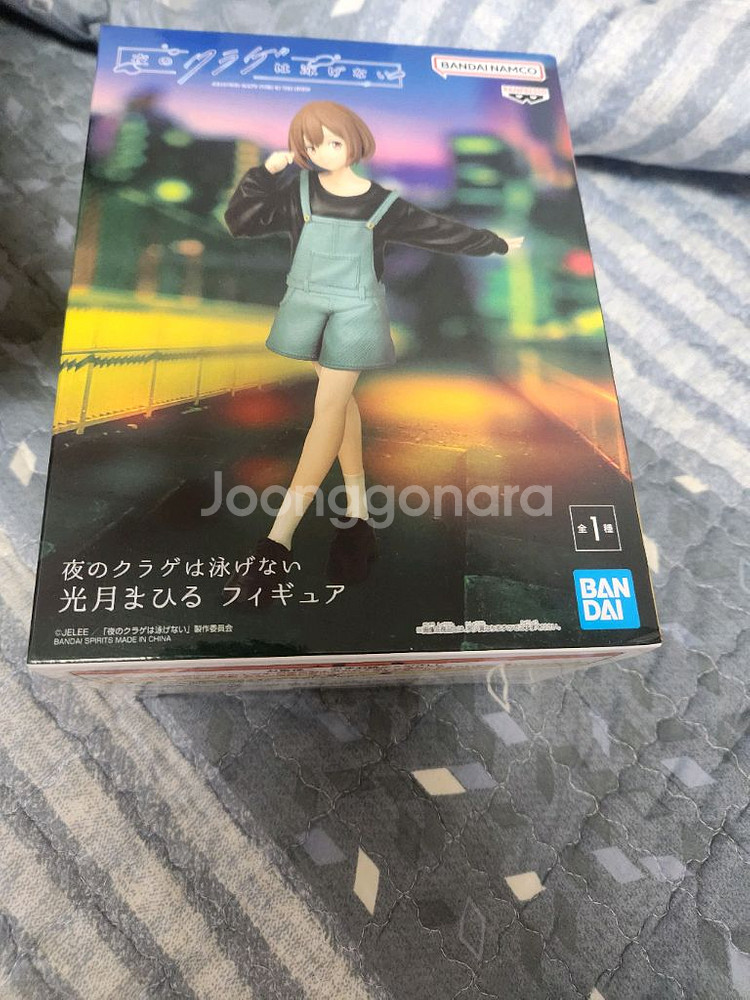 夜のクラゲは泳げない
BANDAI NAMCO
BANPRESTO
Joonggonara
全1種
夜のクラゲは泳げない
光月まひる フィギュア
BAN
DAI
©JELEE／「夜のクラゲは泳げない」製作委員会
BANDAI SPIRITS MADE IN CHINA